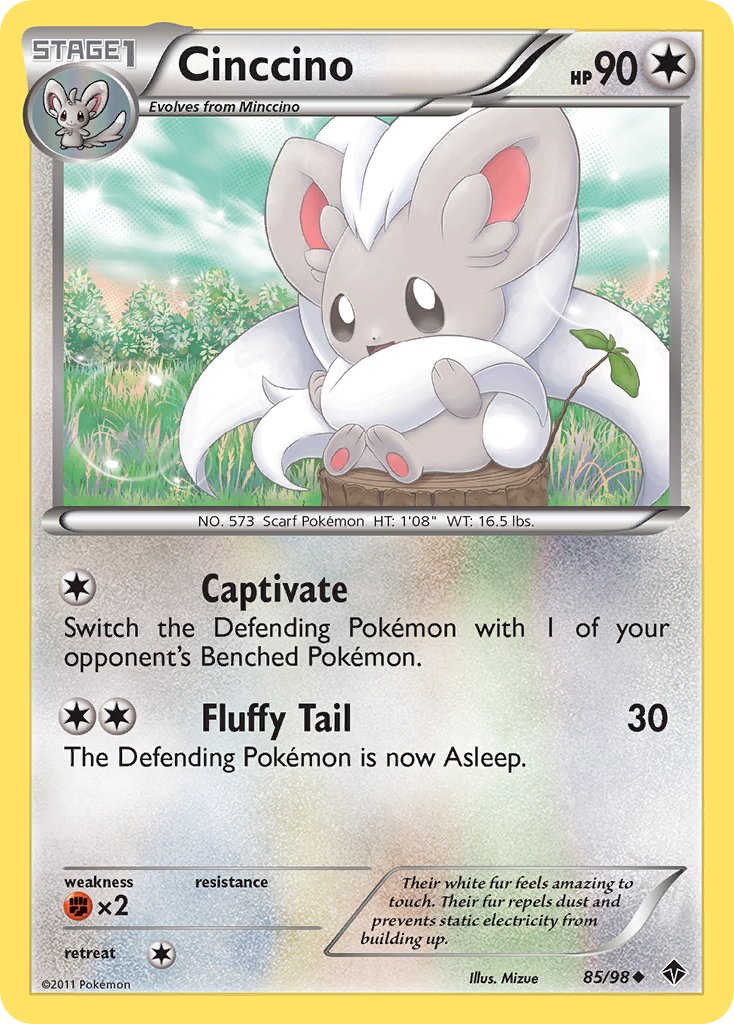 STAGE1 Cinccino HP90
Evolves from Minccino
NO. 573 Scarf Pokémon HT: 1'08" WT: 16.5 lbs.
Captivate
Switch the Defending Pokémon with 1 of your
opponent's Benched Pokémon.
Fluffy Tail 30
The Defending Pokémon is now Asleep.
weakness resistance
×2
retreat
Their white fur feels amazing to
touch. Their fur repels dust and
prevents static electricity from
building up.
©2011 Pokémon Illus. Mizue 85/98